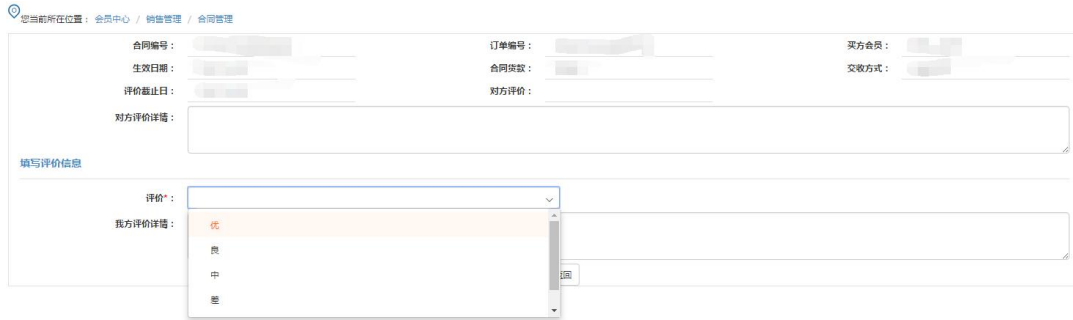 您当前所在位置： 会员中心 / 销售管理 / 合同管理
合同编号： 订单编号： 买方会员：
生效日期： 合同货款： 交收方式：
评价截止日： 对方评价：
对方评价详情：
填写评价信息
评价*：
优
我方评价详情：
良
中
差